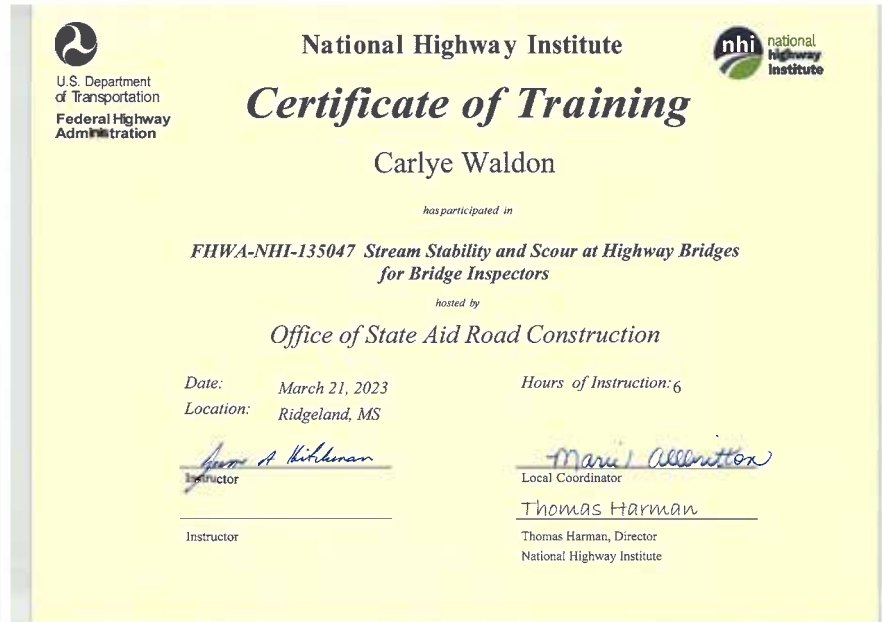 National Highway Institute
nhi national
highway
institute
U.S. Department
of Transportation
Federal Highway
Administration
Certificate of Training
Carlye Waldon
has participated in
FHWA-NHI-135047 Stream Stability and Scour at Highway Bridges
for Bridge Inspectors
hosted by
Office of State Aid Road Construction
Date: March 21, 2023
Hours of Instruction: 6
Location: Ridgeland, MS
A
Instructor
Local Coordinator
Thomas Harman
Instructor
Thomas Harman, Director
National Highway Institute